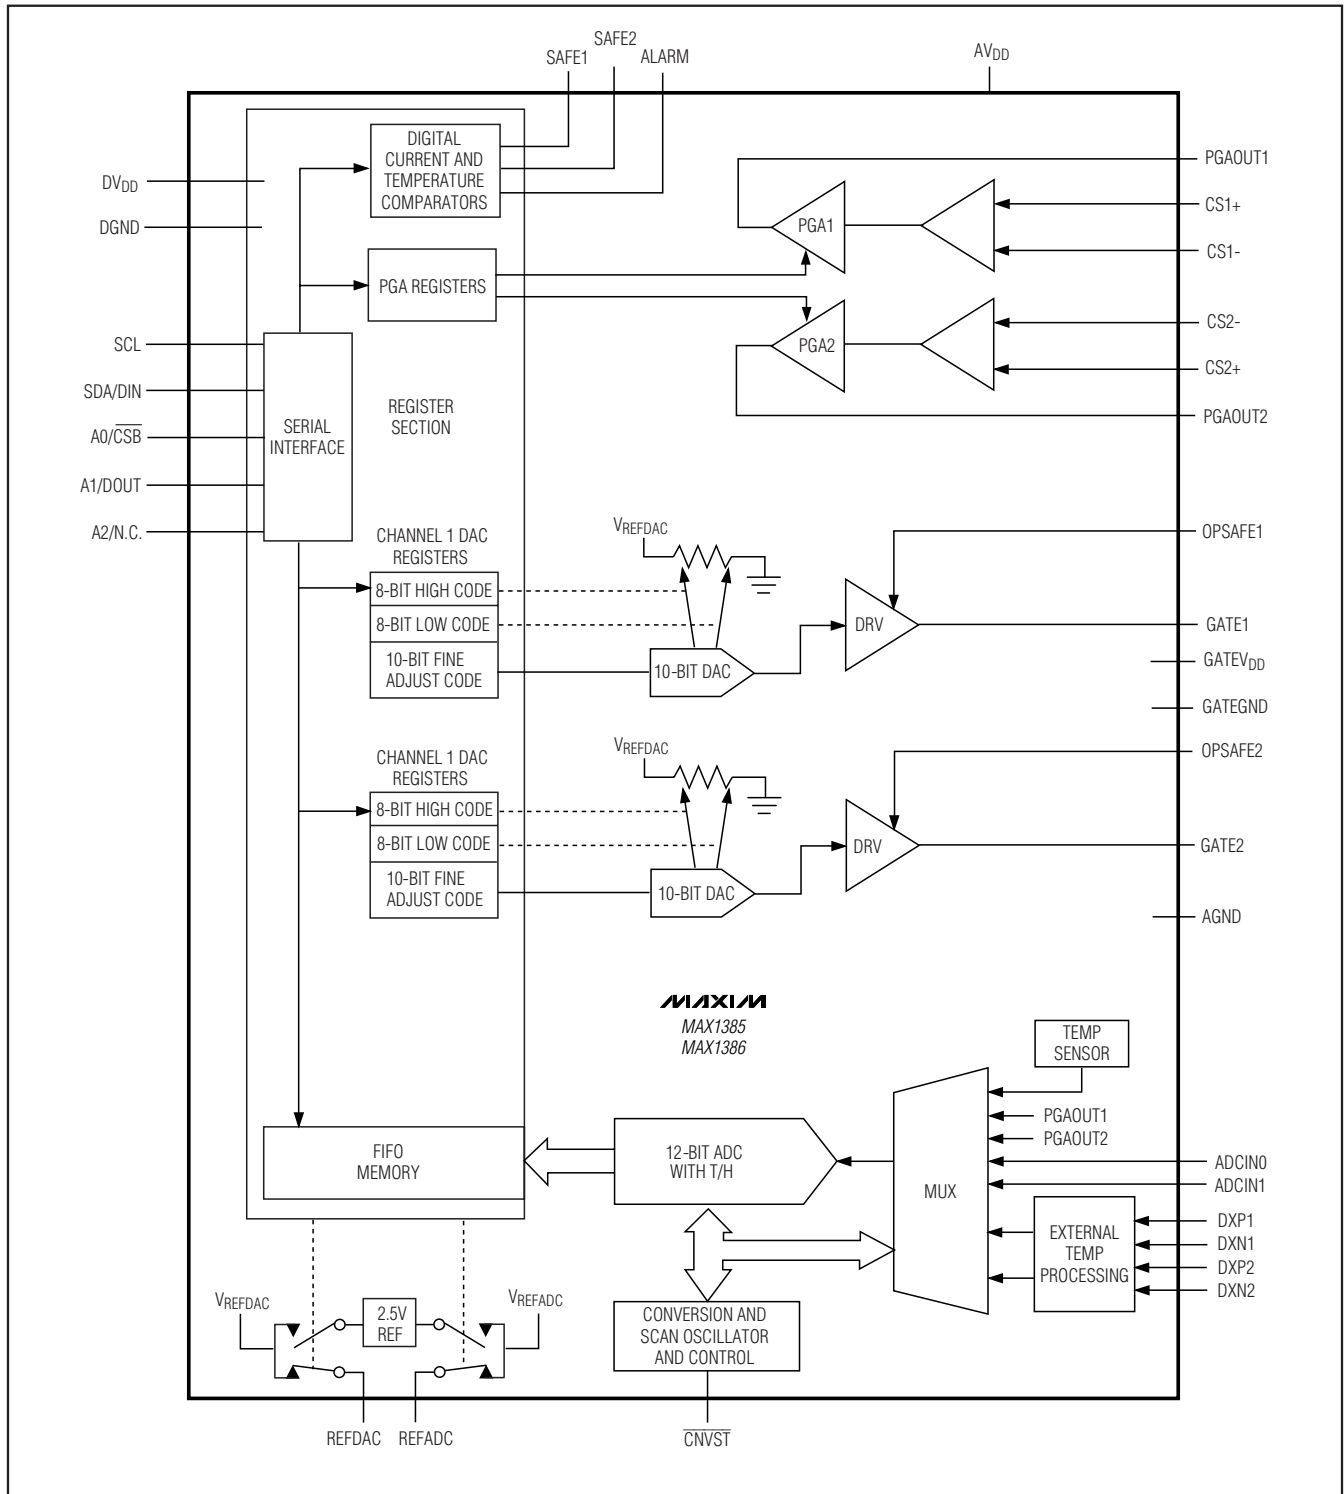 SAFE1
SAFE2
ALARM
AVDD
DVDD
DGND
SCL
SDA/DIN
A0/CSB
A1/DOUT
A2/N.C.
DIGITAL
CURRENT AND
TEMPERATURE
COMPARATORS
PGA REGISTERS
SERIAL
INTERFACE
REGISTER
SECTION
PGA1
PGA2
PGAOUT1
CS1+
CS1-
CS2-
CS2+
PGAOUT2
CHANNEL 1 DAC
REGISTERS
8-BIT HIGH CODE
8-BIT LOW CODE
10-BIT FINE
ADJUST CODE
VREFDAC
10-BIT DAC
DRV
OPSAFE1
GATE1
GATEVDD
GATEGND
CHANNEL 1 DAC
REGISTERS
8-BIT HIGH CODE
8-BIT LOW CODE
10-BIT FINE
ADJUST CODE
VREFDAC
10-BIT DAC
DRV
OPSAFE2
GATE2
AGND
MAXIM
MAX1385
MAX1386
TEMP
SENSOR
PGAOUT1
PGAOUT2
ADCIN0
ADCIN1
MUX
EXTERNAL
TEMP
PROCESSING
DXP1
DXN1
DXP2
DXN2
FIFO
MEMORY
12-BIT ADC
WITH T/H
CONVERSION AND
SCAN OSCILLATOR
AND CONTROL
VREFDAC
2.5V
REF
VREFADC
REFDAC
REFADC
CNVST